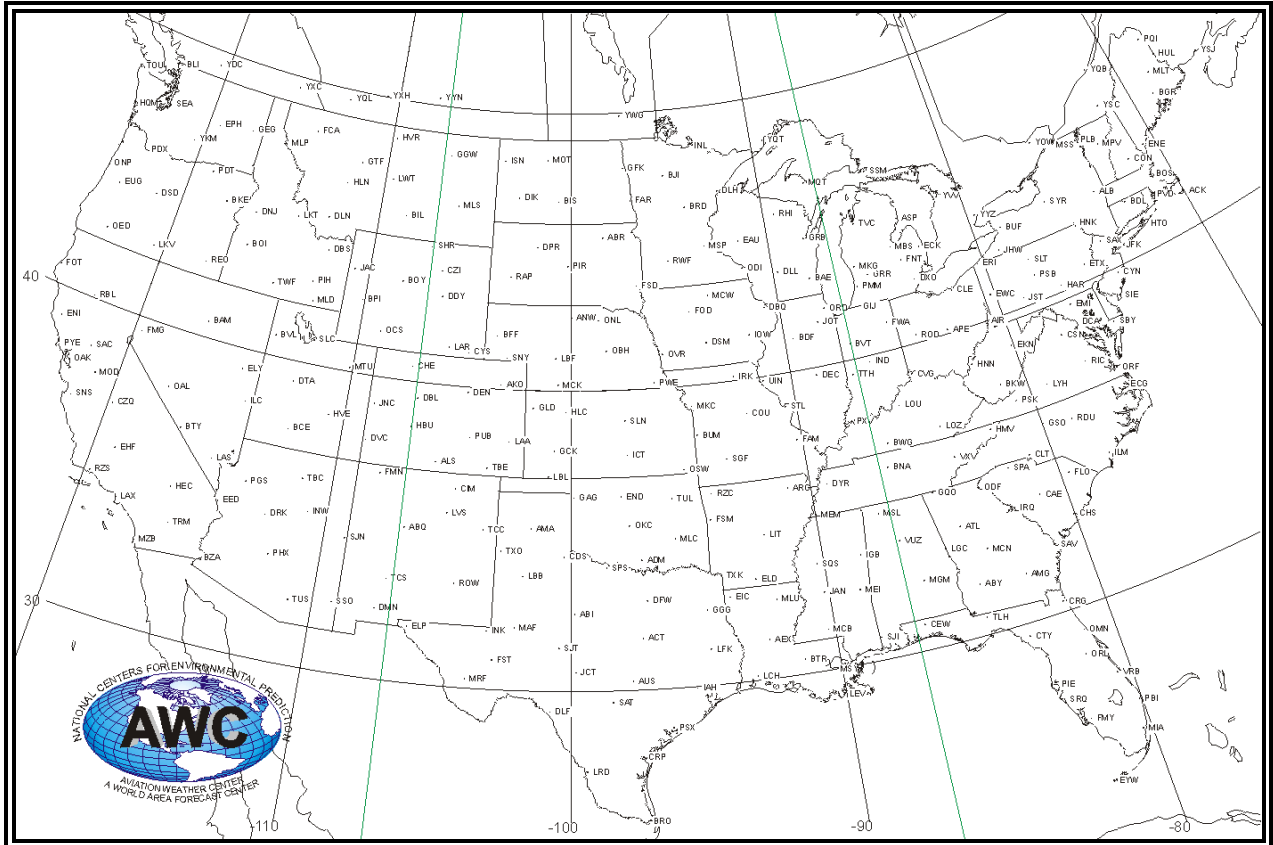 PQI
HUL
YSJ
TOU
BLI
YDC
YQB
MLT
YXC
YQL
YXH
YYN
BGR
HQM
SEA
YSC
YWG
EPH
GEG
FCA
HVR
YKM
MLP
INL
YQT
YOW
MSS
PLB
MPV
ENE
PDX
ONP
GTF
GGW
ISN
MOT
CON
PDT
GFK
BJI
SSM
BOS
EUG
DSD
HLN
LWT
DLH
MQT
YVV
ALB
PVD
ACK
BKE
DNJ
LKT
DLN
BIL
MLS
DIK
BIS
FAR
BRD
RHI
TVC
ASP
YYZ
SYR
BDL
OED
BUF
HNK
HTO
LKV
BOI
DBS
SHR
DPR
ABR
MSP
EAU
GRB
MBS
ECK
JHW
SAX
JFK
FOT
REO
JAC
CZI
RAP
PIR
RWF
ODI
DLL
BAE
MKG
GRR
FNT
DXO
ERI
SLT
ETX
CYN
40
TWF
PIH
BOY
FSD
PMM
CLE
PSB
HAR
RBL
MLD
BPI
DDY
MCW
DBQ
ORD
GIJ
EWC
JST
EMI
SIE
ENI
FMG
BAM
BVL
SLC
OCS
BFF
ANW
ONL
FOD
JOT
FWA
ROD
APE
AIR
DCA
SBY
PYE
SAC
LAR
CYS
SNY
LBF
OBH
OVR
DSM
IOW
BDF
BVT
IND
EKN
CSN
OAK
MOD
ELY
MTU
CHE
HNN
RIC
ORF
OAL
DTA
AKO
MCK
PWE
IRK
UIN
DEC
TTH
CVG
BKW
LYH
ECG
SNS
CZQ
ILC
JNC
DBL
DEN
GLD
HLC
MKC
COU
STL
LOU
PSK
BTY
BCE
HVE
HBU
SLN
PXV
LOZ
HMV
GSO
RDU
EHF
DVC
PUB
LAA
GCK
ICT
BUM
FAM
BWG
ILM
RZS
LAS
FMN
ALS
TBE
LBL
OSW
SGF
BNA
VXV
SPA
CLT
FLO
LAX
HEC
EED
PGS
TBC
CIM
GAG
END
TUL
RZC
ARG
DYR
GQO
ODF
CAE
TRM
DRK
INW
LVS
ABQ
TCC
AMA
OKC
FSM
MEM
MSL
IRQ
CHS
MZB
BZA
PHX
SJN
TXO
CDS
MLC
LIT
VUZ
ATL
SAV
ADM
SPS
IGB
LGC
MCN
TCS
ROW
LBB
TXK
ELD
SQS
MGM
ABY
AMG
30
TUS
SSO
DMN
ABI
DFW
EIC
GGG
MLU
JAN
MEI
CRG
ELP
INK
MAF
ACT
AEX
MCB
SJI
CEW
TLH
CTY
OMN
SJT
LFK
BTR
ORL
FST
JCT
LCH
MS
VRB
MRF
AUS
IAH
LEV
PIE
PBI
DLF
SAT
SRQ
FMY
PSX
MIA
CRP
LRD
EYW
BRO
NATIONAL CENTERS FOR ENVIRONMENTAL PREDICTION
AWC
AVIATION WEATHER CENTER
A WORLD AREA FORECAST CENTER
-110
-100
-90
-80